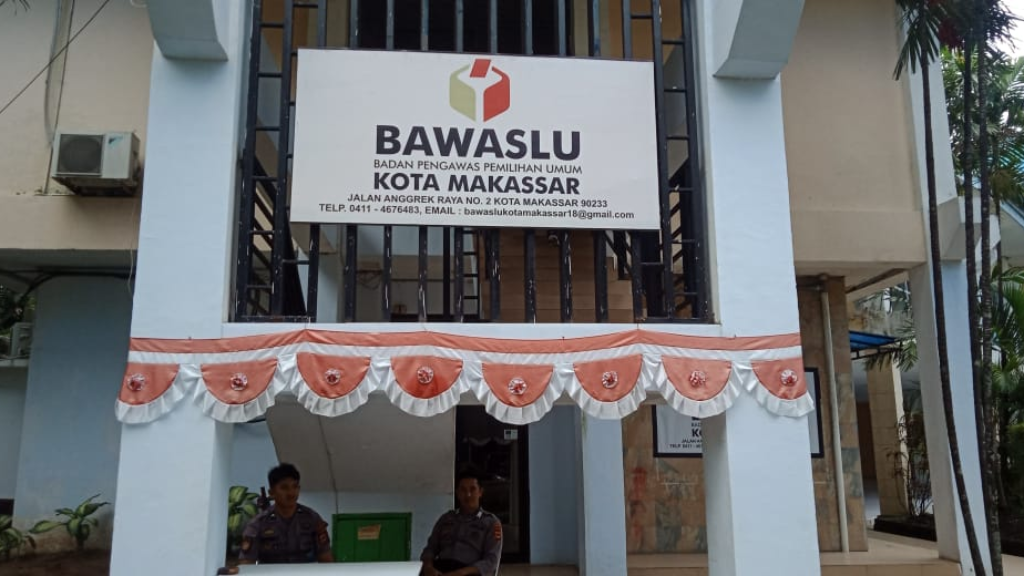 BAWASLU
BADAN PENGAWAS PEMILIHAN UMUM
KOTA MAKASSAR
JALAN ANGGREK RAYA NO. 2 KOTA MAKASSAR 90233
TELP. 0411 - 4676483, EMAIL : bawaslukotamakassar18@gmail.com